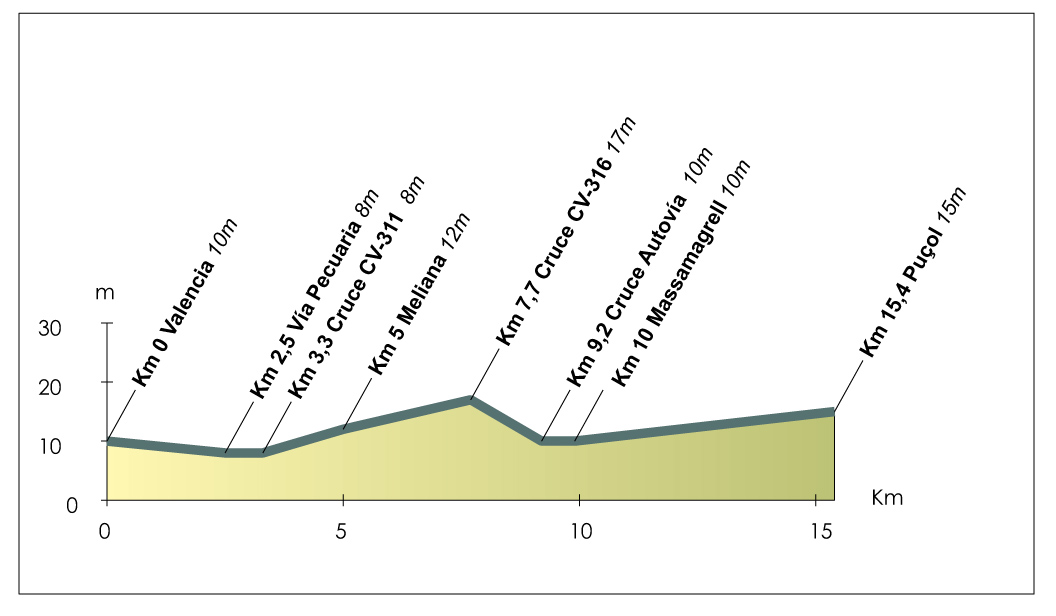 Km 0 Valencia 10m
Km 2,5 Vía Pecuaria 8m
Km 3,3 Cruce CV-311 8m
Km 5 Meliana 12m
Km 7,7 Cruce CV-316 17m
Km 9,2 Cruce Autovía 10m
Km 10 Massamagrell 10m
Km 15,4 Puçol 15m
m
30
20
10
0
Km
0
5
10
15